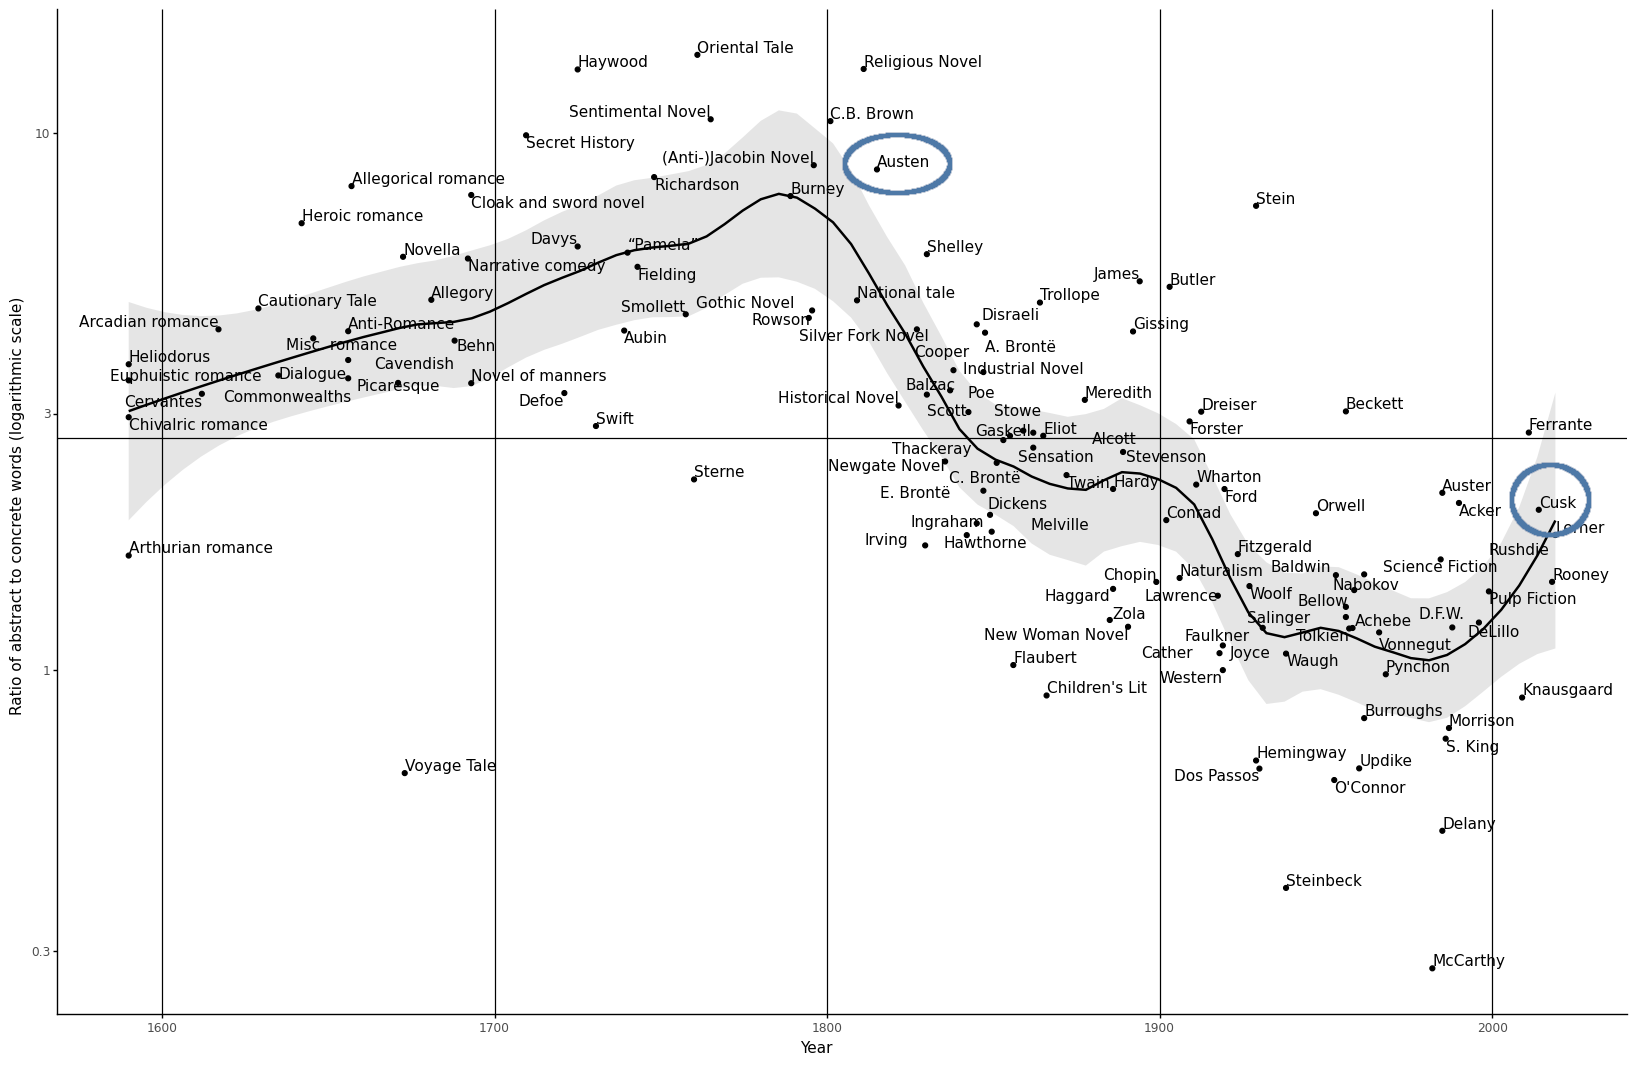 Oriental Tale
Haywood
Religious Novel
Sentimental Novel
C.B. Brown
10
Secret History
(Anti-)Jacobin Novel
Austen
Allegorical romance
Richardson
Burney
Cloak and sword novel
Stein
Heroic romance
Davys
“Pamela”
Shelley
Novella
Narrative comedy
Fielding
James
Butler
Allegory
National tale
Trollope
Cautionary Tale
Smollett
Gothic Novel
Disraeli
Arcadian romance
Anti-Romance
Rowson
Gissing
Aubin
Silver Fork Novel
Misc. romance
Behn
A. Brontë
Cooper
Heliodorus
Cavendish
Industrial Novel
Euphuistic romance
Dialogue
Novel of manners
Picaresque
Balzac
Poe
Meredith
Commonwealths
Historical Novel
Cervantes
Defoe
Dreiser
Beckett
3
Scott
Stowe
Swift
Chivalric romance
Ferrante
Gaskell
Eliot
Forster
Alcott
Thackeray
Sensation
Stevenson
Newgate Novel
Sterne
C. Brontë
Wharton
Twain
Hardy
Auster
E. Brontë
Ford
Dickens
Orwell
Cusk
Acker
Conrad
Ingraham
Melville
Lerner
Irving
Hawthorne
Arthurian romance
Fitzgerald
Rushdie
Baldwin
Science Fiction
Chopin
Naturalism
Rooney
Nabokov
Haggard
Lawrence
Woolf
Bellow
Pulp Fiction
Zola
Salinger
Achebe
D.F.W.
New Woman Novel
Faulkner
Tolkien
DeLillo
Vonnegut
Flaubert
Cather
Joyce
Waugh
1
Pynchon
Western
Children's Lit
Knausgaard
Burroughs
Morrison
S. King
Hemingway
Updike
Voyage Tale
Dos Passos
O'Connor
Delany
Steinbeck
0.3
McCarthy
1600
1700
1800
1900
2000
Year
Ratio of abstract to concrete words (logarithmic scale)